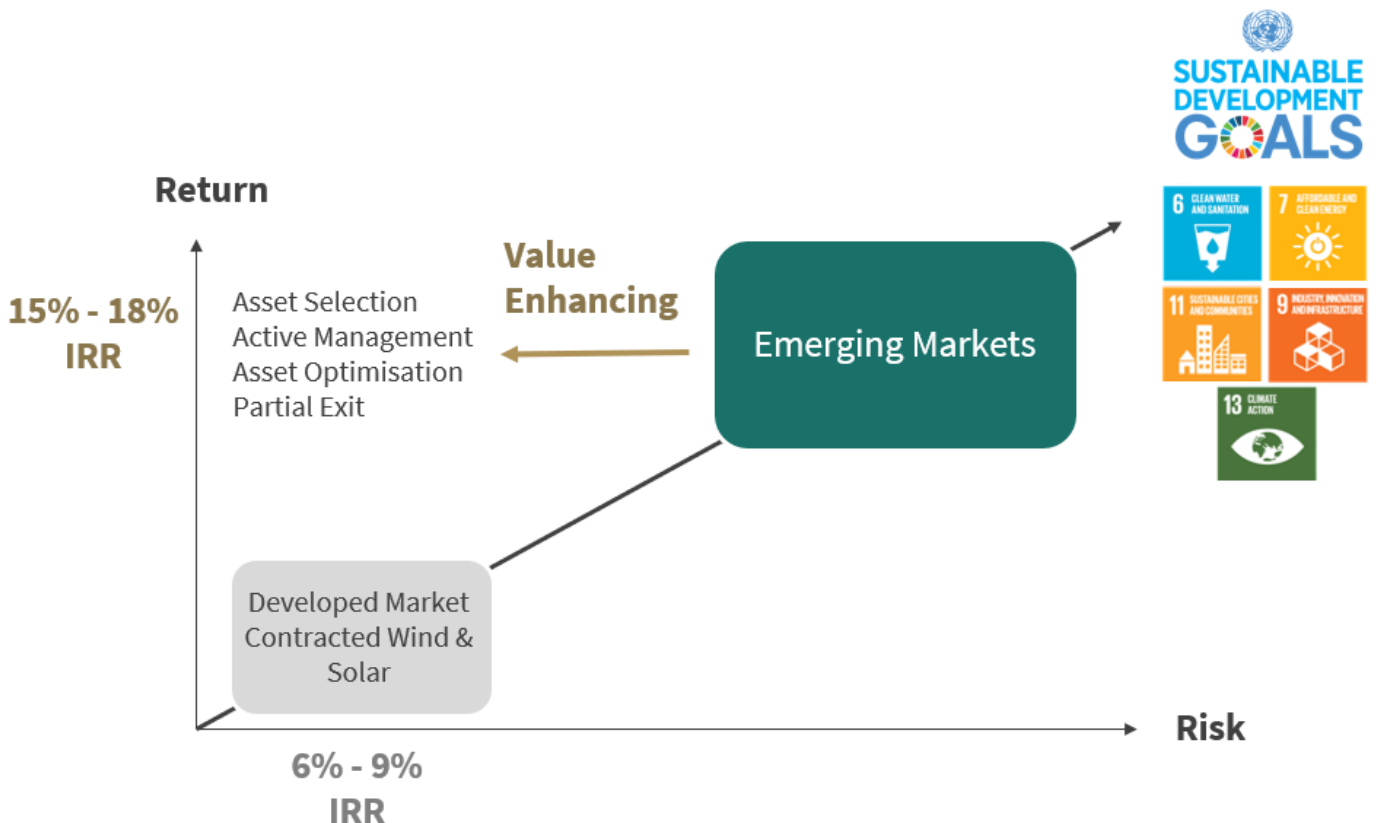 SUSTAINABLE
DEVELOPMENT
GOALS
Return
6 CLEAN WATER
AND SANITATION
7 AFFORDABLE AND
CLEAN ENERGY
Value
Enhancing
15% - 18%
IRR
Asset Selection
Active Management
Asset Optimisation
Partial Exit
Emerging Markets
11 SUSTAINABLE CITIES
AND COMMUNITIES
9 INDUSTRY, INNOVATION
AND INFRASTRUCTURE
13 CLIMATE
ACTION
Developed Market
Contracted Wind &
Solar
Risk
6% - 9%
IRR